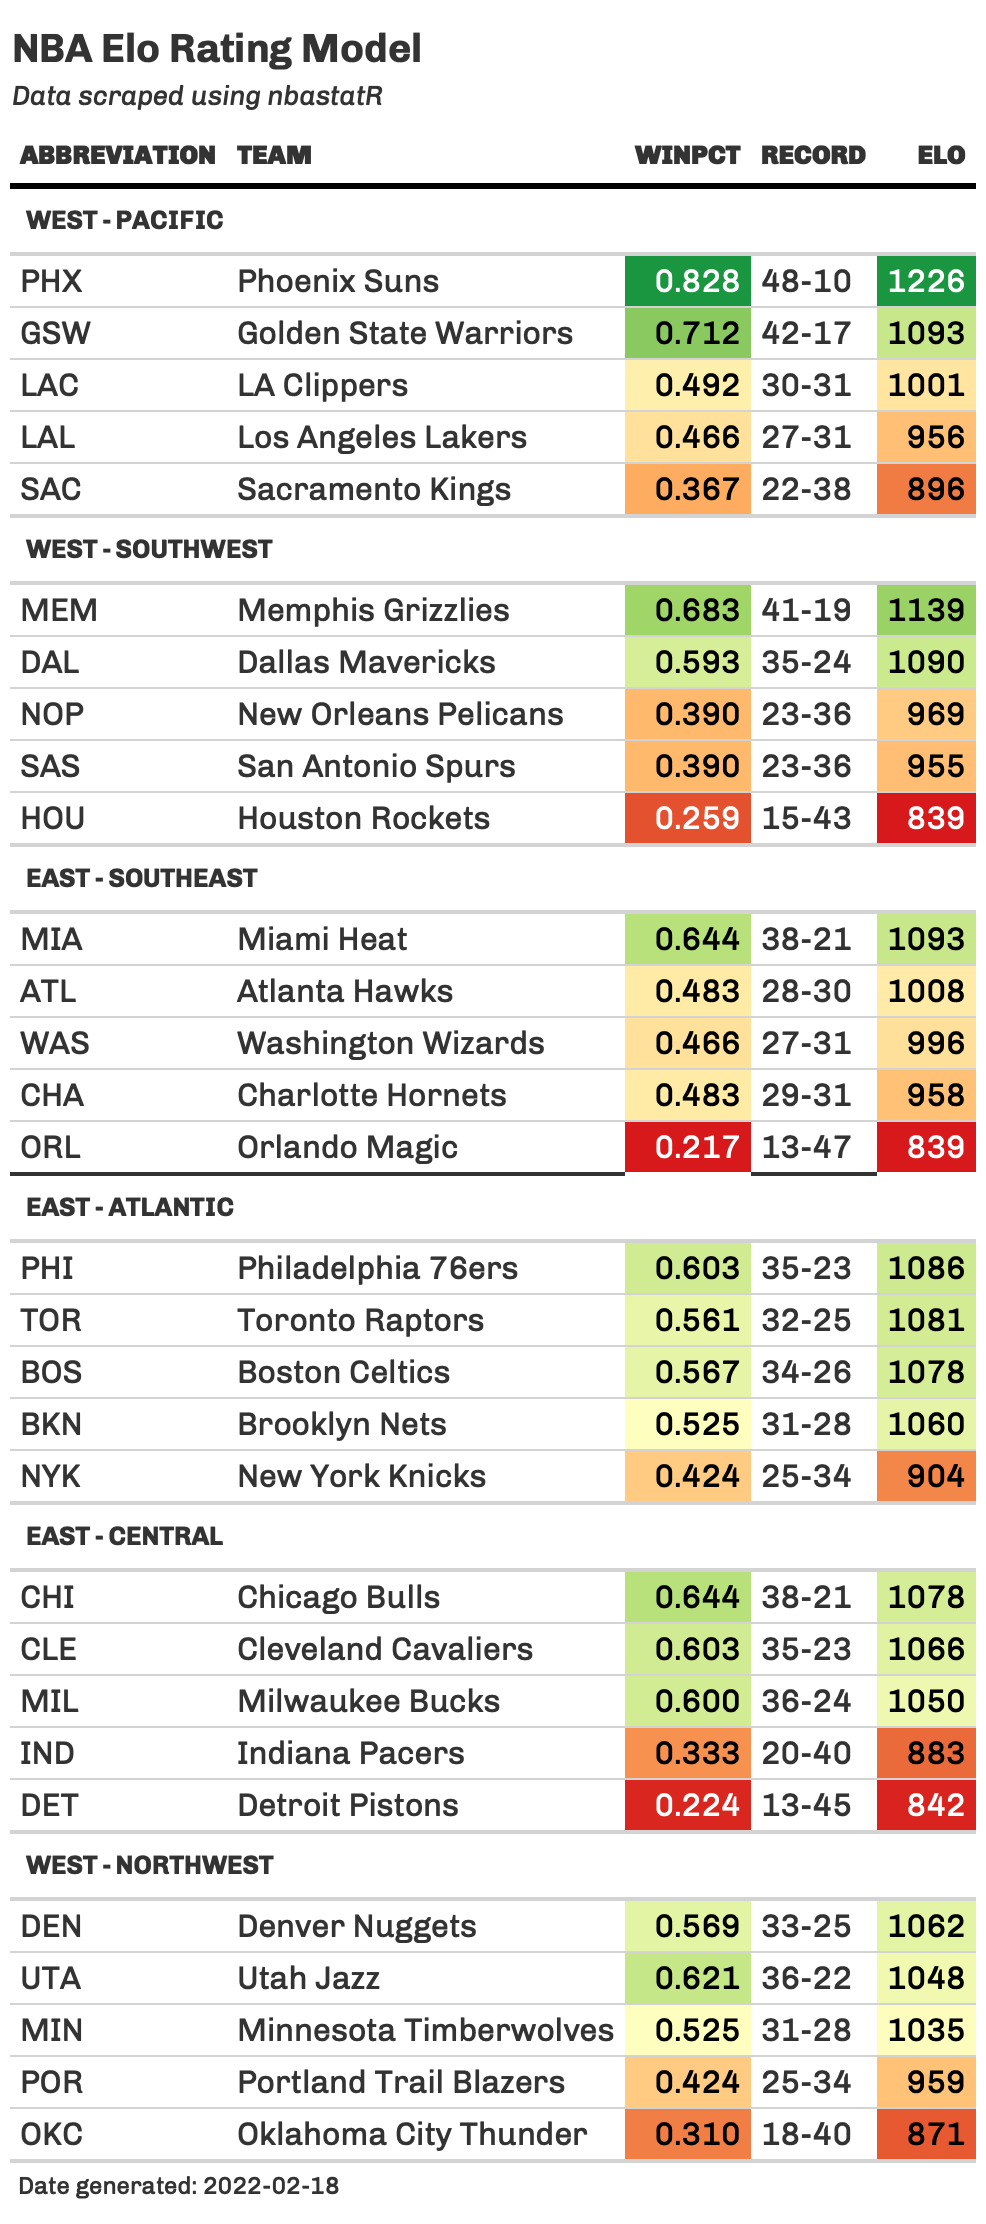 NBA Elo Rating Model
Data scraped using nbastatR
ABBREVIATION TEAM WINPCT RECORD ELO
WEST - PACIFIC
PHX Phoenix Suns 0.828 48-10 1226
GSW Golden State Warriors 0.712 42-17 1093
LAC LA Clippers 0.492 30-31 1001
LAL Los Angeles Lakers 0.466 27-31 956
SAC Sacramento Kings 0.367 22-38 896
WEST - SOUTHWEST
MEM Memphis Grizzlies 0.683 41-19 1139
DAL Dallas Mavericks 0.593 35-24 1090
NOP New Orleans Pelicans 0.390 23-36 969
SAS San Antonio Spurs 0.390 23-36 955
HOU Houston Rockets 0.259 15-43 839
EAST - SOUTHEAST
MIA Miami Heat 0.644 38-21 1093
ATL Atlanta Hawks 0.483 28-30 1008
WAS Washington Wizards 0.466 27-31 996
CHA Charlotte Hornets 0.483 29-31 958
ORL Orlando Magic 0.217 13-47 839
EAST - ATLANTIC
PHI Philadelphia 76ers 0.603 35-23 1086
TOR Toronto Raptors 0.561 32-25 1081
BOS Boston Celtics 0.567 34-26 1078
BKN Brooklyn Nets 0.525 31-28 1060
NYK New York Knicks 0.424 25-34 904
EAST - CENTRAL
CHI Chicago Bulls 0.644 38-21 1078
CLE Cleveland Cavaliers 0.603 35-23 1066
MIL Milwaukee Bucks 0.600 36-24 1050
IND Indiana Pacers 0.333 20-40 883
DET Detroit Pistons 0.224 13-45 842
WEST - NORTHWEST
DEN Denver Nuggets 0.569 33-25 1062
UTA Utah Jazz 0.621 36-22 1048
MIN Minnesota Timberwolves 0.525 31-28 1035
POR Portland Trail Blazers 0.424 25-34 959
OKC Oklahoma City Thunder 0.310 18-40 871
Date generated: 2022-02-18